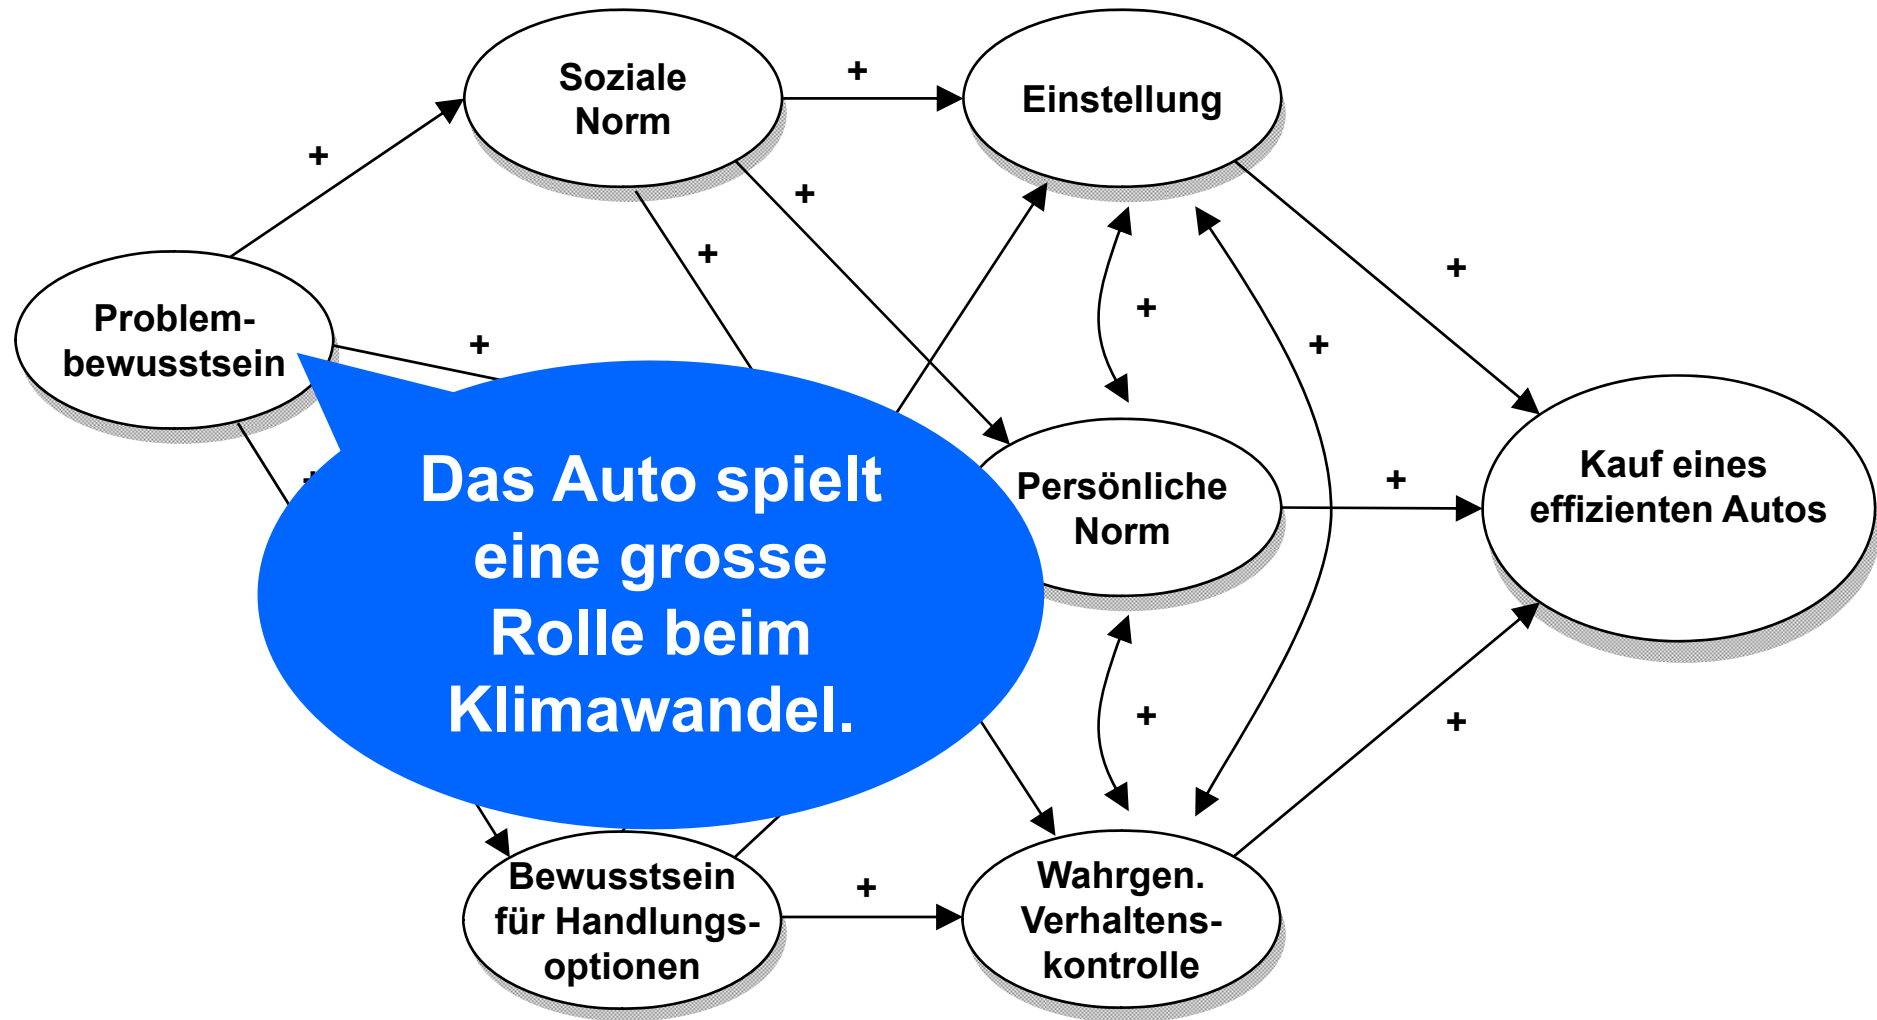 Soziale
Norm
+
Einstellung
+
+
+
+
Problem-
bewusstsein
+
+
+
+
Das Auto spielt
eine grosse
Rolle beim
Klimawandel.
Persönliche
Norm
+
Kauf eines
effizienten Autos
+
+
Bewusstsein
für Handlungs-
optionen
+
Wahrgen.
Verhaltens-
kontrolle